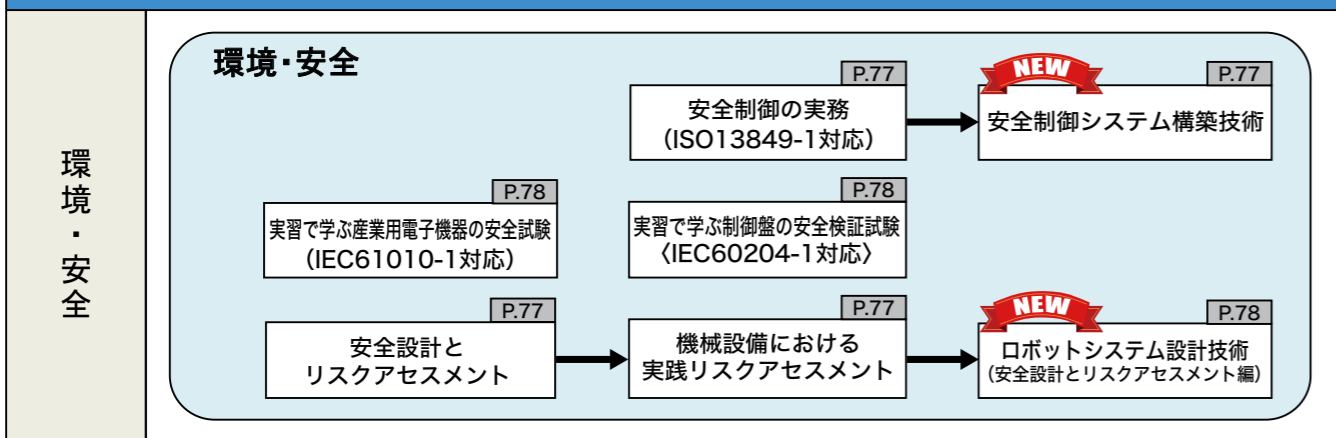 環境・安全
環境・安全
P.77
安全制御の実務
（ISO13849-1対応）
NEW
P.77
安全制御システム構築技術
P.78
実習で学ぶ産業用電子機器の安全試験
（IEC61010-1対応）
P.78
実習で学ぶ制御盤の安全検証試験
〈IEC60204-1対応〉
P.77
安全設計と
リスクアセスメント
P.77
機械設備における
実践リスクアセスメント
NEW
P.78
ロボットシステム設計技術
（安全設計とリスクアセスメント編）